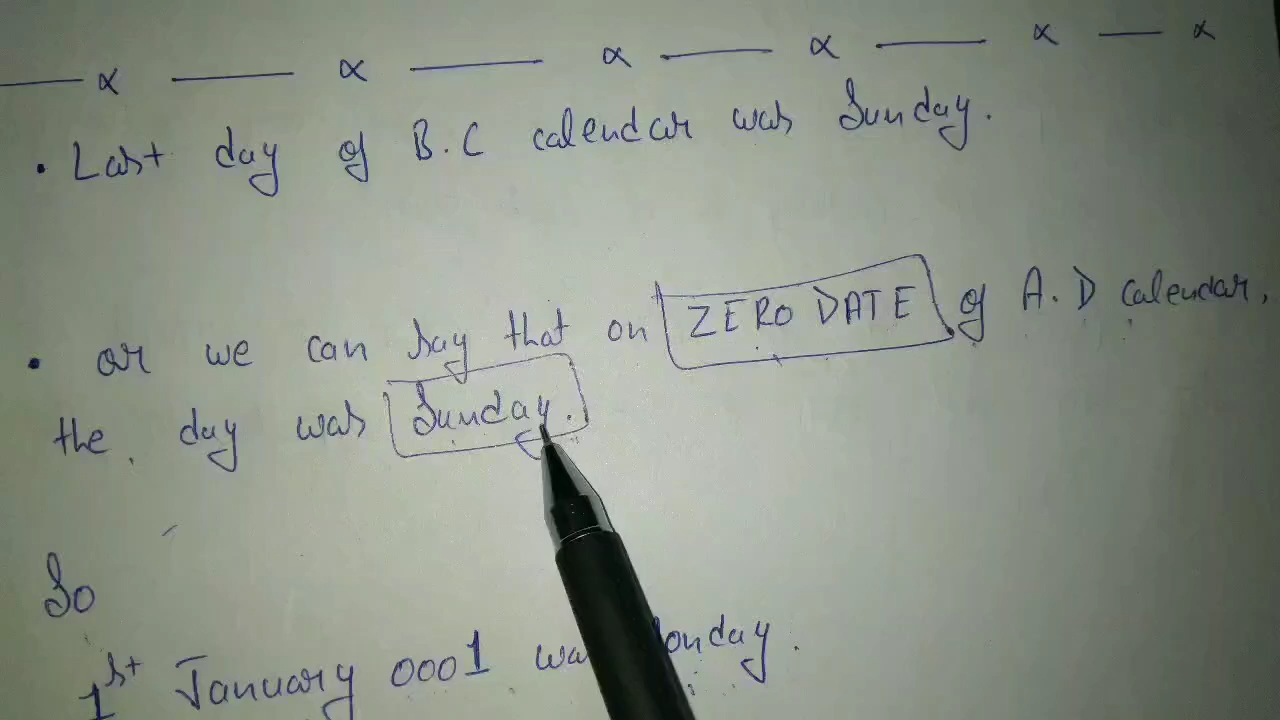 ∝ ∝ ∝ ∝ ∝ ∝
• Last day of B.C calendar was Sunday.
• or we can say that on ZERO DATE of A.D calendar,
the day was Sunday.
So
1st January 0001